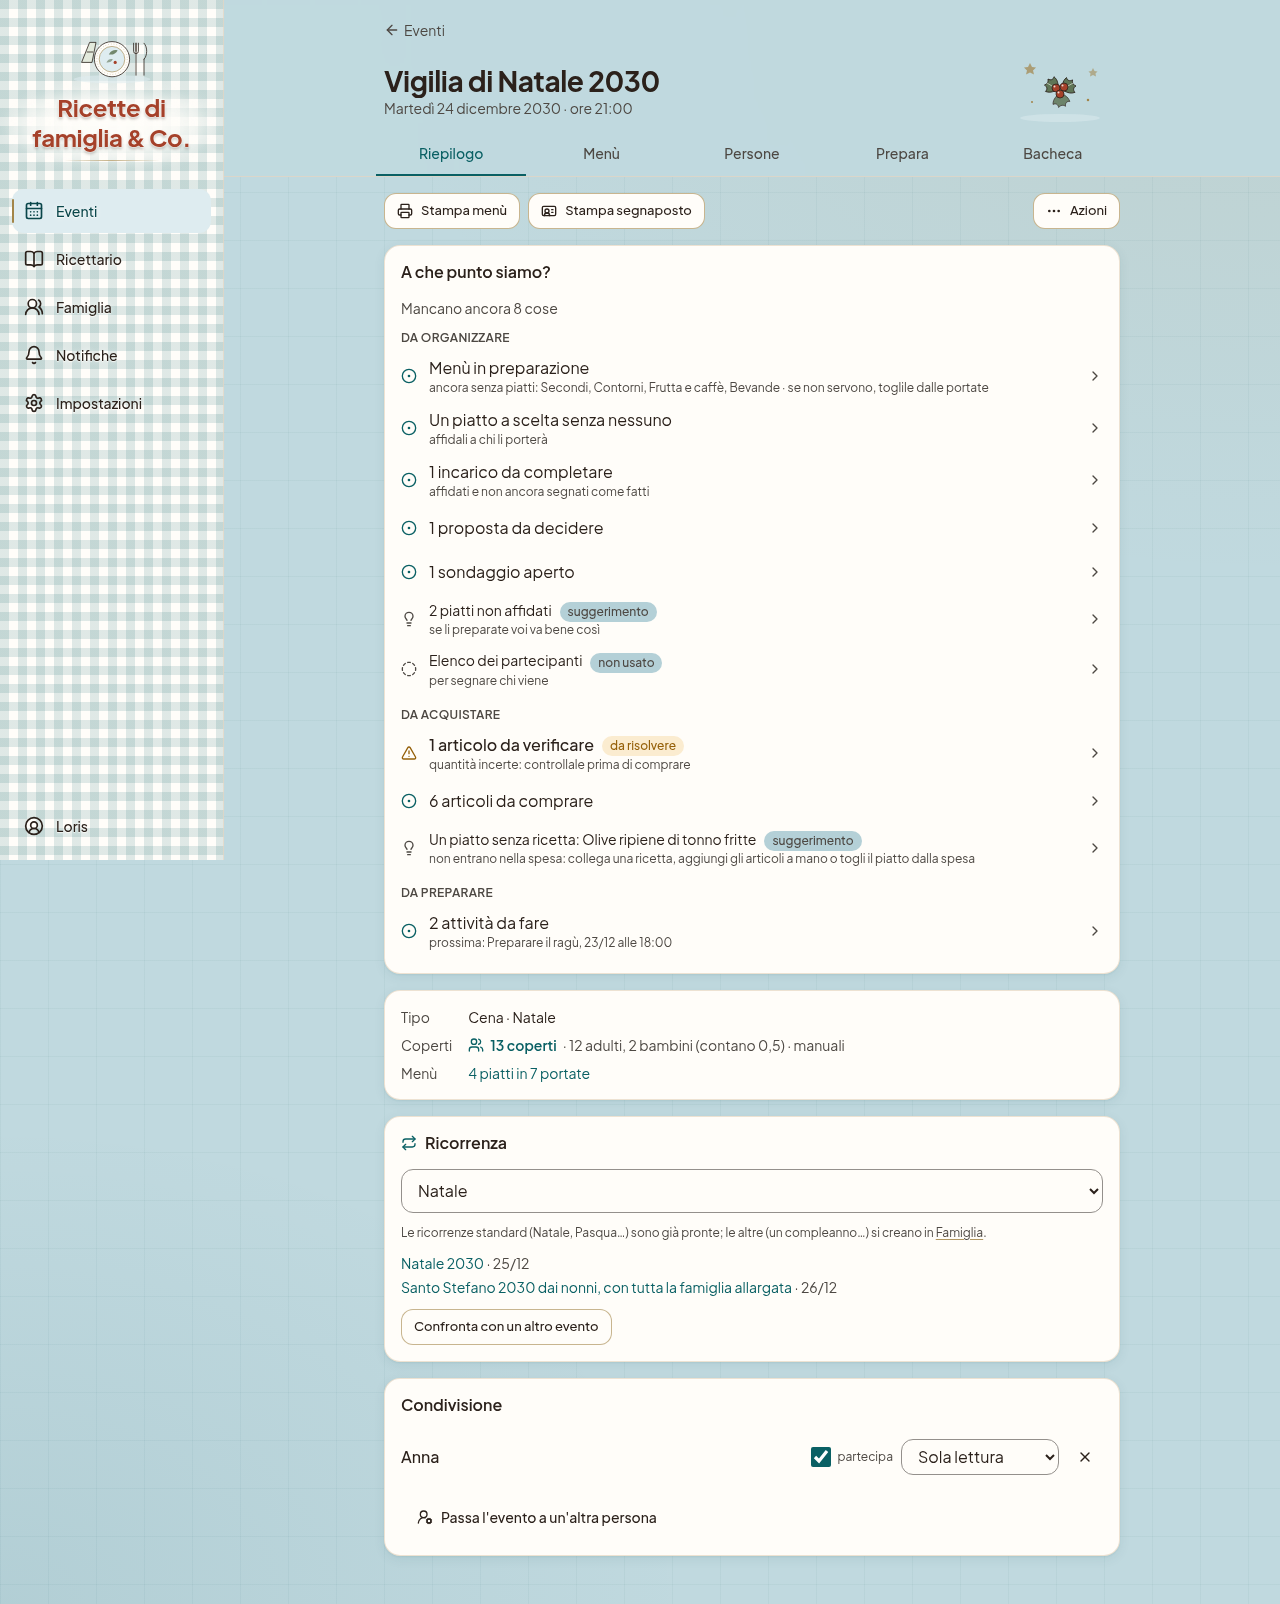 Ricette di
famiglia & Co.
Eventi
Ricettario
Famiglia
Notifiche
Impostazioni
Loris
Eventi
Vigilia di Natale 2030
Martedì 24 dicembre 2030 · ore 21:00
Riepilogo
Menù
Persone
Prepara
Bacheca
Stampa menù
Stampa segnaposto
Azioni
A che punto siamo?
Mancano ancora 8 cose
DA ORGANIZZARE
Menù in preparazione
ancora senza piatti: Secondi, Contorni, Frutta e caffè, Bevande · se non servono, toglile dalle portate
Un piatto a scelta senza nessuno
affidali a chi li porterà
1 incarico da completare
affidati e non ancora segnati come fatti
1 proposta da decidere
1 sondaggio aperto
2 piatti non affidati suggerimento
se li preparate voi va bene così
Elenco dei partecipanti non usato
per segnare chi viene
DA ACQUISTARE
1 articolo da verificare da risolvere
quantità incerte: controllale prima di comprare
6 articoli da comprare
Un piatto senza ricetta: Olive ripiene di tonno fritte suggerimento
non entrano nella spesa: collega una ricetta, aggiungi gli articoli a mano o togli il piatto dalla spesa
DA PREPARARE
2 attività da fare
prossima: Preparare il ragù, 23/12 alle 18:00
Tipo Cena · Natale
Coperti 13 coperti · 12 adulti, 2 bambini (contano 0,5) · manuali
Menù 4 piatti in 7 portate
Ricorrenza
Natale
Le ricorrenze standard (Natale, Pasqua…) sono già pronte; le altre (un compleanno…) si creano in Famiglia.
Natale 2030 · 25/12
Santo Stefano 2030 dai nonni, con tutta la famiglia allargata · 26/12
Confronta con un altro evento
Condivisione
Anna partecipa Sola lettura
Passa l'evento a un'altra persona